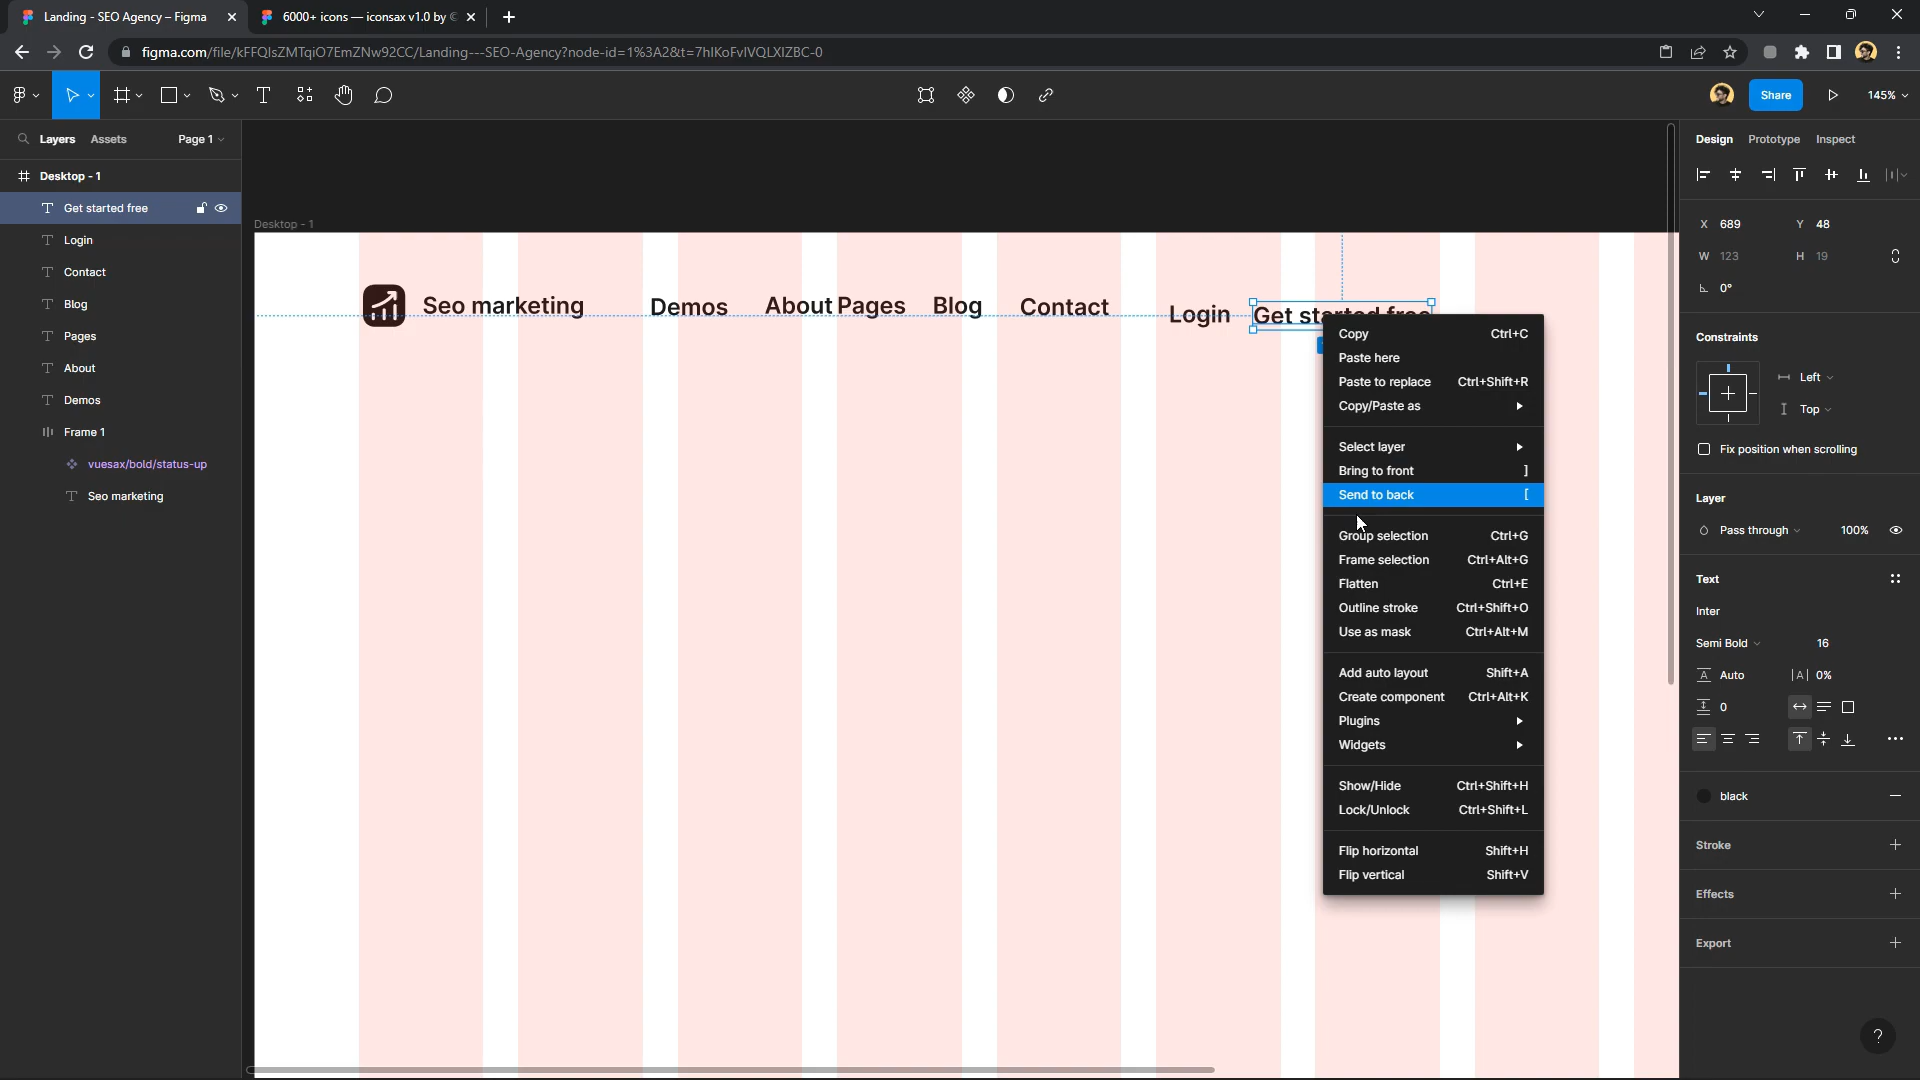 Landing - SEO Agency – Figma
6000+ icons — iconsax v1.0 by
figma.com/file/kFFQIsZMTqiO7EmZNw92CC/Landing---SEO-Agency?node-id=1%3A2&t=7hIKoFvIVQLXIZBC-0
Share
145%
Layers
Assets
Page 1
Design
Prototype
Inspect
Desktop - 1
Get started free
Login
Contact
Blog
Pages
About
Demos
Frame 1
vuesax/bold/status-up
Seo marketing
Desktop - 1
Seo marketing
Demos
About
Pages
Blog
Contact
Login
Get started free
Copy Ctrl+C
Paste here
Paste to replace Ctrl+Shift+R
Copy/Paste as
Select layer
Bring to front ]
Send to back [
Group selection Ctrl+G
Frame selection Ctrl+Alt+G
Flatten Ctrl+E
Outline stroke Ctrl+Shift+O
Use as mask Ctrl+Alt+M
Add auto layout Shift+A
Create component Ctrl+Alt+K
Plugins
Widgets
Show/Hide Ctrl+Shift+H
Lock/Unlock Ctrl+Shift+L
Flip horizontal Shift+H
Flip vertical Shift+V
X 689 Y 48
W 123 H 19
0°
Constraints
Left
Top
Fix position when scrolling
Layer
Pass through 100%
Text
Inter
Semi Bold 16
Auto |A| 0%
0
black
Stroke
Effects
Export
?